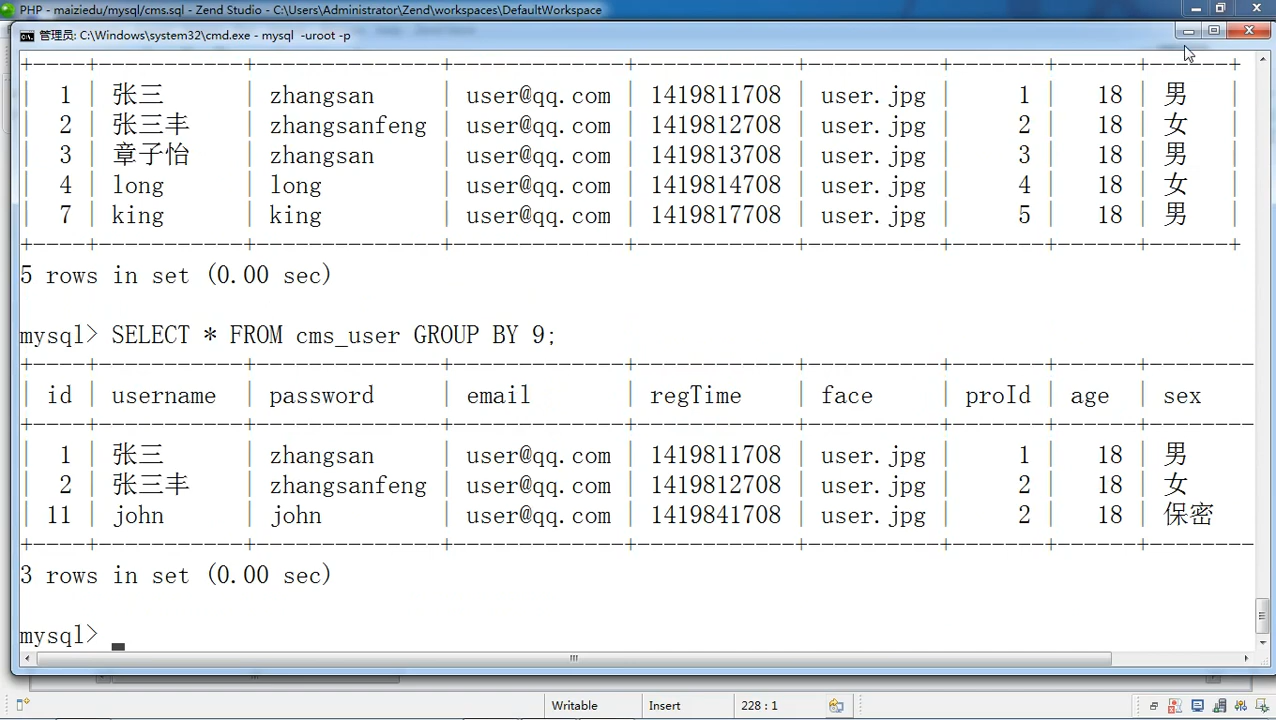 PHP - maiziedu/mysql/cms.sql - Zend Studio - C:\Users\Administrator\Zend\workspaces\DefaultWorkspace
管理员: C:\Windows\system32\cmd.exe - mysql -uroot -p
+----+-----------+--------------+-------------+------------+----------+-------+------+------+
| 1 | 张三 | zhangsan | user@qq.com | 1419811708 | user.jpg | 1 | 18 | 男 |
| 2 | 张三丰 | zhangsanfeng | user@qq.com | 1419812708 | user.jpg | 2 | 18 | 女 |
| 3 | 章子怡 | zhangsan | user@qq.com | 1419813708 | user.jpg | 3 | 18 | 男 |
| 4 | long | long | user@qq.com | 1419814708 | user.jpg | 4 | 18 | 女 |
| 7 | king | king | user@qq.com | 1419817708 | user.jpg | 5 | 18 | 男 |
+----+-----------+--------------+-------------+------------+----------+-------+------+------+
5 rows in set (0.00 sec)
mysql> SELECT * FROM cms_user GROUP BY 9;
+----+-----------+--------------+-------------+------------+----------+-------+------+--------
| id | username | password | email | regTime | face | proId | age | sex
+----+-----------+--------------+-------------+------------+----------+-------+------+--------
| 1 | 张三 | zhangsan | user@qq.com | 1419811708 | user.jpg | 1 | 18 | 男
| 2 | 张三丰 | zhangsanfeng | user@qq.com | 1419812708 | user.jpg | 2 | 18 | 女
| 11 | john | john | user@qq.com | 1419841708 | user.jpg | 2 | 18 | 保密
+----+-----------+--------------+-------------+------------+----------+-------+------+--------
3 rows in set (0.00 sec)
mysql>
Writable Insert 228 : 1